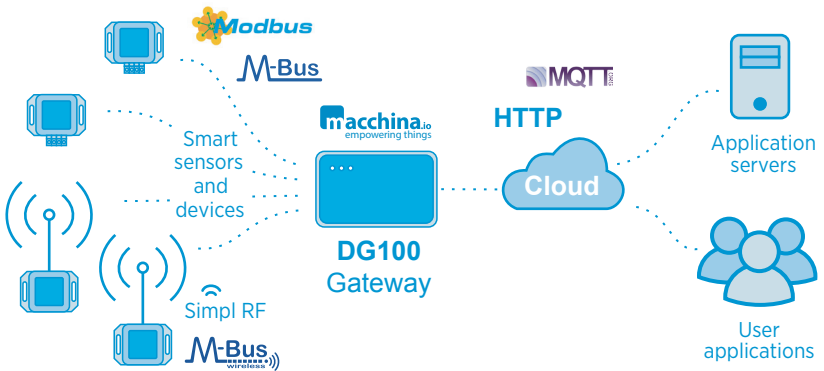 Modbus
M-Bus
Smart
sensors
and
devices
Simpl RF
M-Bus
wireless
macchina.io
empowering things
DG100
Gateway
MQTT
ORG
HTTP
Cloud
Application
servers
User
applications